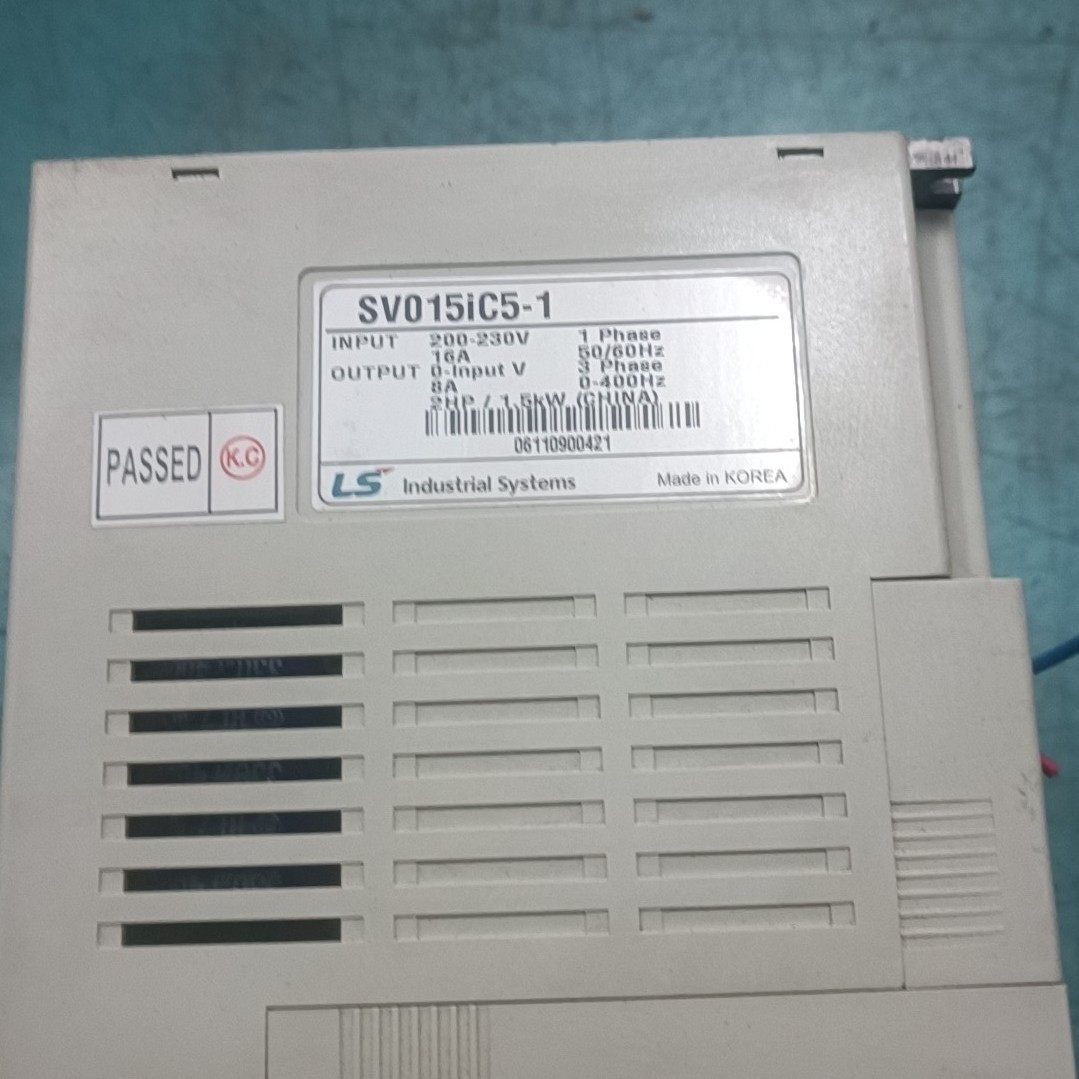 SV015iC5-1
INPUT 200-230V 1 Phase
16A 50/60Hz
OUTPUT 0-Input V 3 Phase
8A 0-400Hz
2HP / 1.5kW (CHINA)
06110900421
LS Industrial Systems Made in KOREA
PASSED K.C